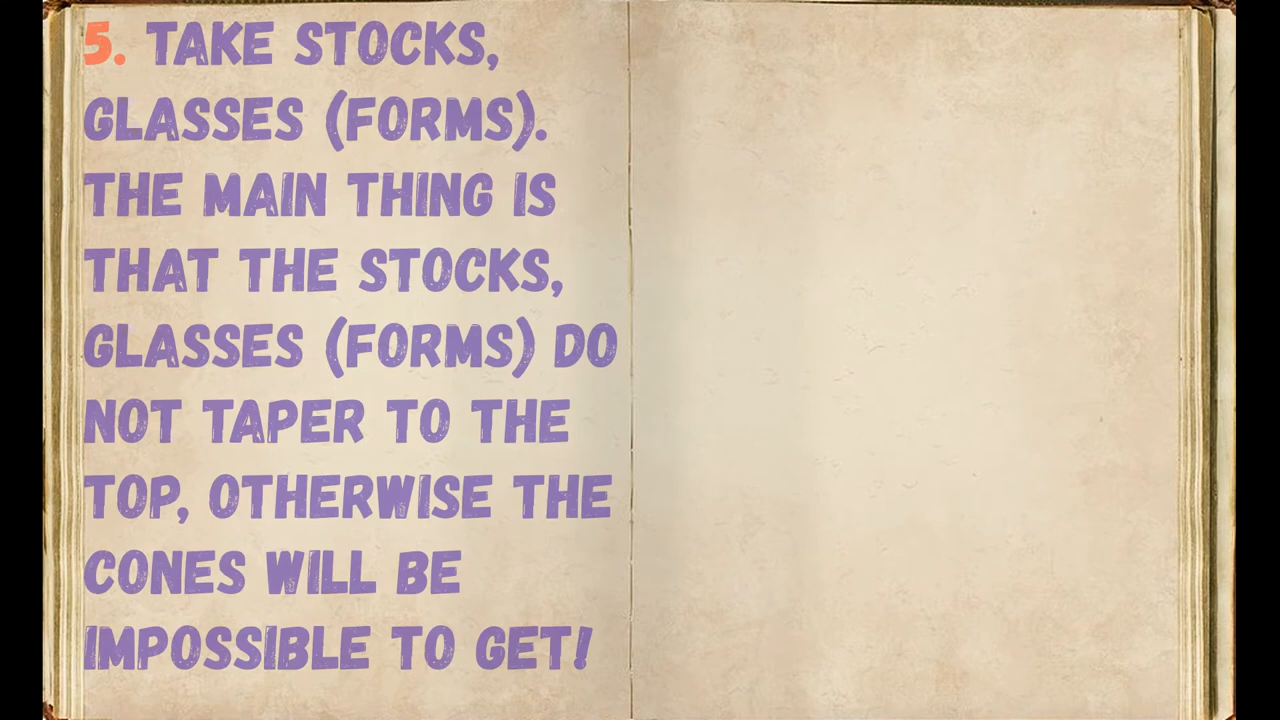 5. TAKE STOCKS,
GLASSES (FORMS).
THE MAIN THING IS
THAT THE STOCKS,
GLASSES (FORMS) DO
NOT TAPER TO THE
TOP, OTHERWISE THE
CONES WILL BE
IMPOSSIBLE TO GET!